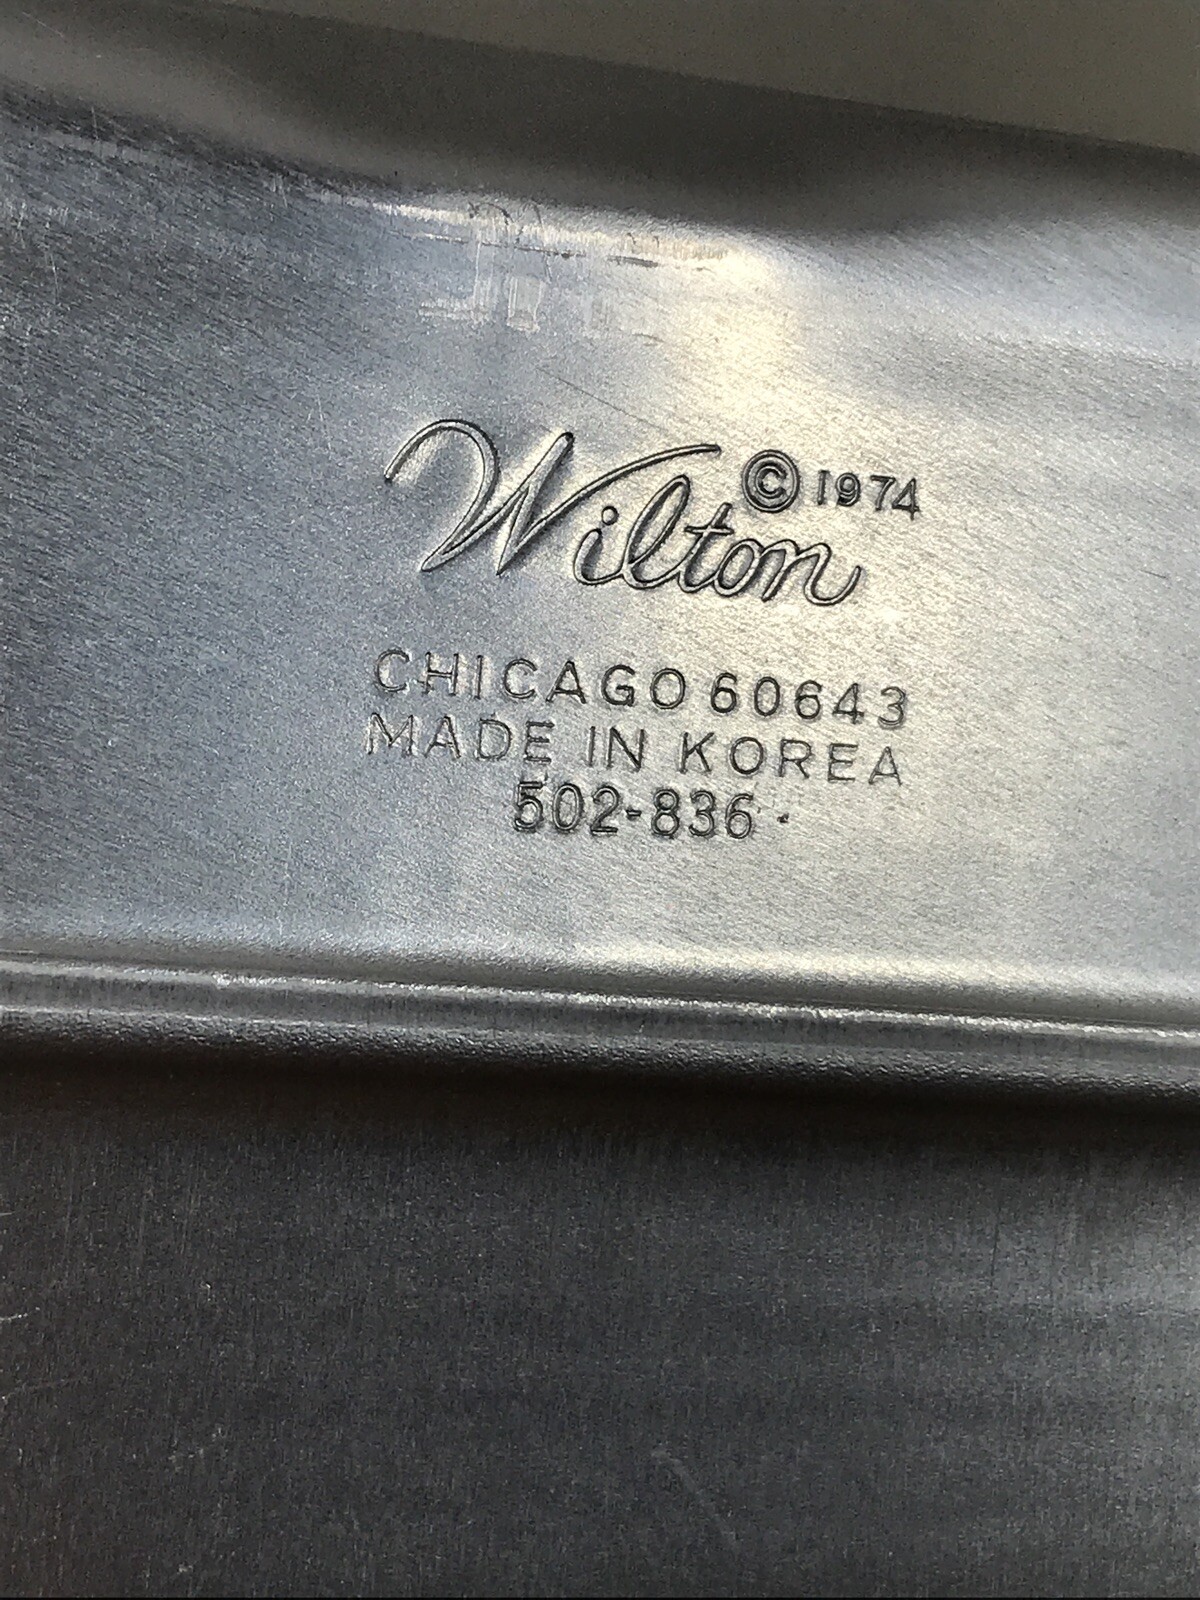 Wilton © 1974
CHICAGO 60643
MADE IN KOREA
502-836